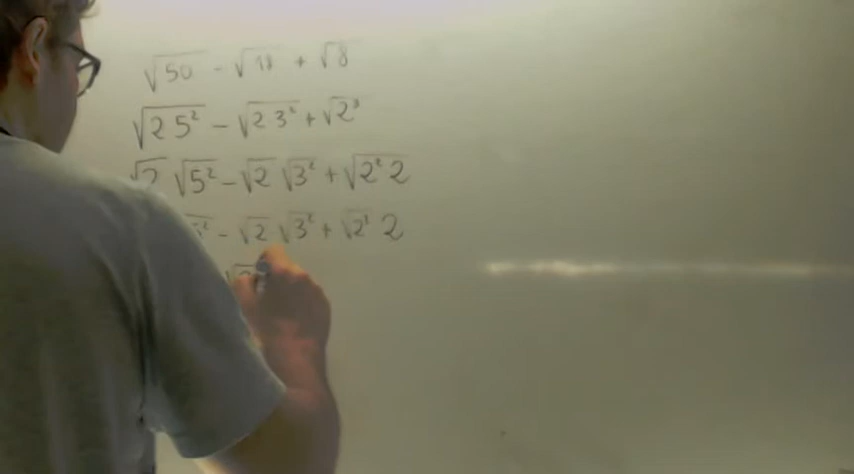 √50 - √18 + √8
√2 5² - √2 3² + √2³
√2 √5² - √2 √3² + √2² 2
- √2 √3² + √2² 2